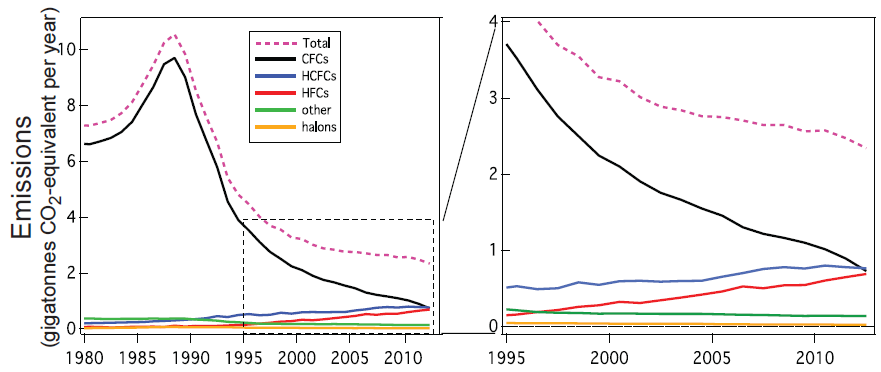 Emissions
(gigatonnes CO2-equivalent per year)
10
8
6
4
2
0
1980 1985 1990 1995 2000 2005 2010
Total
CFCs
HCFCs
HFCs
other
halons
4
3
2
1
0
1995 2000 2005 2010